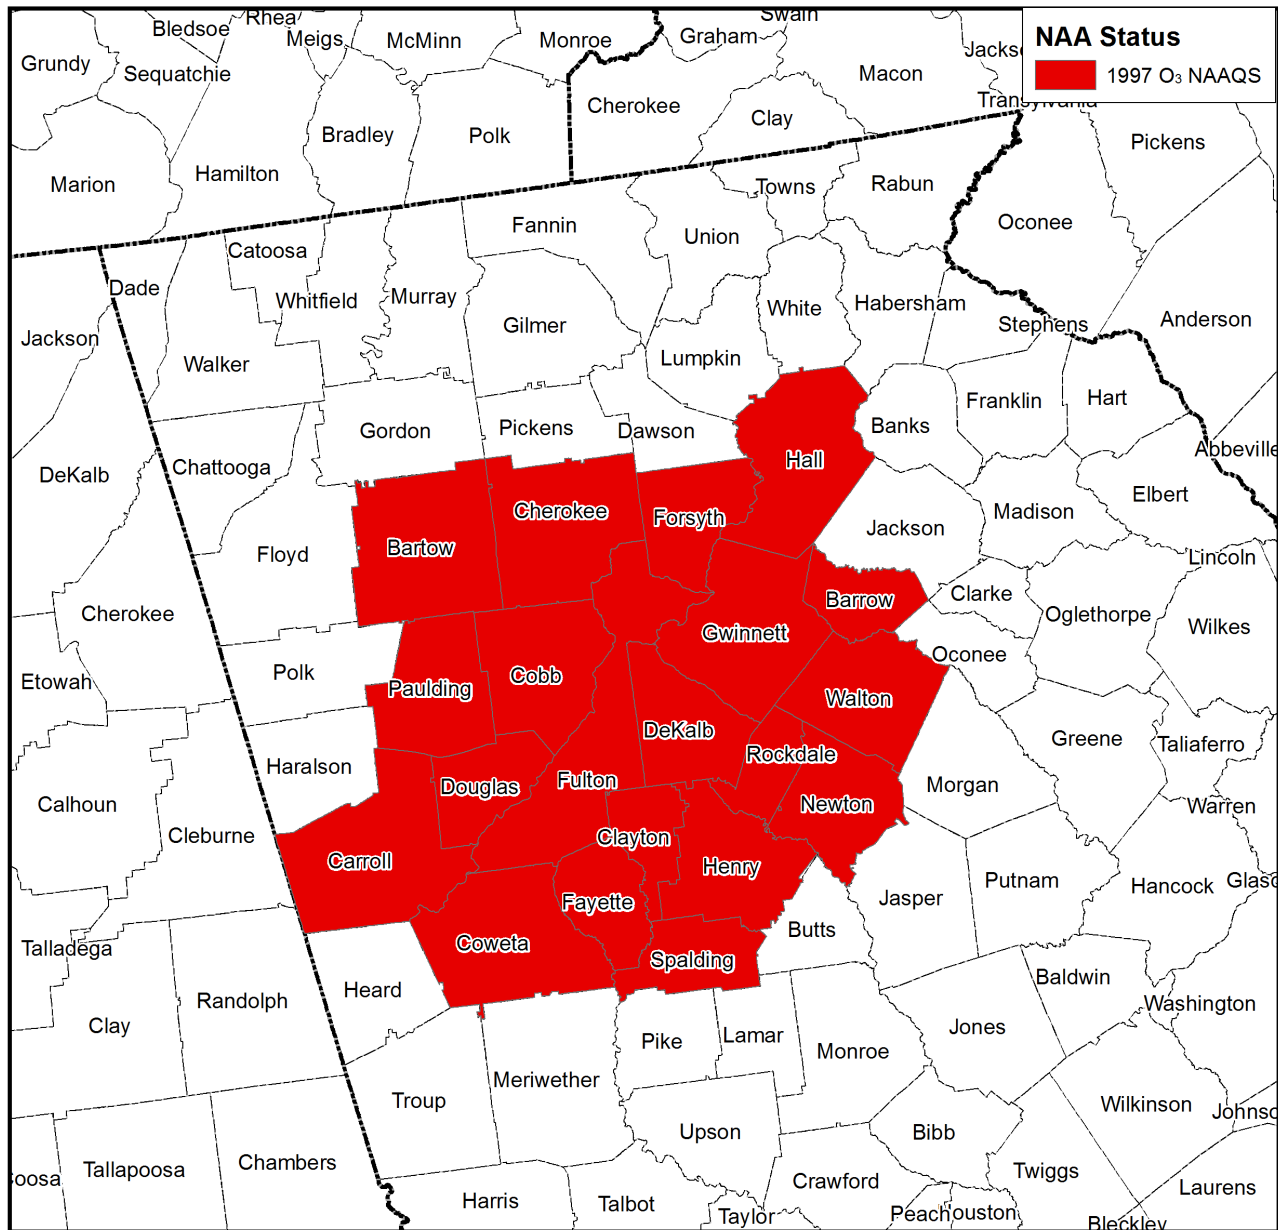 Rhea
Swain
Bledsoe
Meigs
McMinn
Monroe
Graham
NAA Status
1997 O₃ NAAQS
Grundy
Sequatchie
Macon
Cherokee
Clay
Bradley
Polk
Pickens
Marion
Hamilton
Towns
Rabun
Oconee
Fannin
Union
Catoosa
Dade
Whitfield
Murray
White
Habersham
Jackson
Gilmer
Stephens
Anderson
Walker
Lumpkin
Gordon
Pickens
Dawson
Banks
Franklin
Hart
Abbeville
DeKalb
Chattooga
Hall
Elbert
Cherokee
Forsyth
Madison
Jackson
Bartow
Floyd
Lincoln
Cherokee
Barrow
Clarke
Oglethorpe
Wilkes
Gwinnett
Oconee
Etowah
Polk
Paulding
Cobb
Walton
DeKalb
Rockdale
Greene
Taliaferro
Haralson
Douglas
Fulton
Morgan
Calhoun
Cleburne
Newton
Warren
Clayton
Carroll
Henry
Putnam
Hancock
Glasc
Fayette
Jasper
Butts
Coweta
Spalding
Talladega
Randolph
Heard
Baldwin
Washington
Clay
Pike
Lamar
Monroe
Jones
Meriwether
Troup
Wilkinson
Johnso
Upson
Bibb
Tallapoosa
Chambers
Crawford
Twiggs
Laurens
oosa
Harris
Talbot
Taylor
Peach
ouston
Bleckley